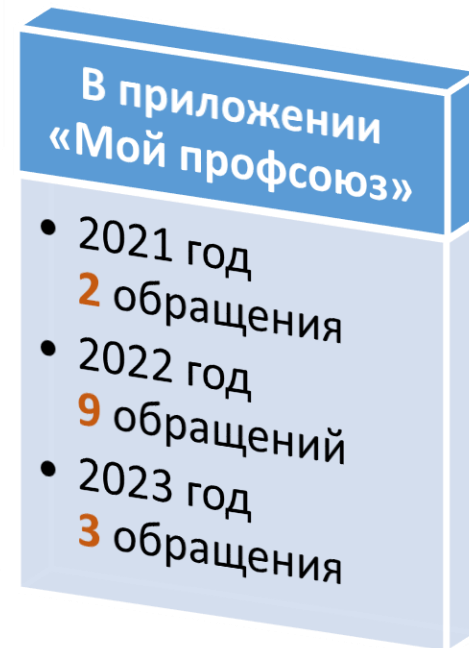 В приложении
«Мой профсоюз»
• 2021 год
2 обращения
• 2022 год
9 обращений
• 2023 год
3 обращения